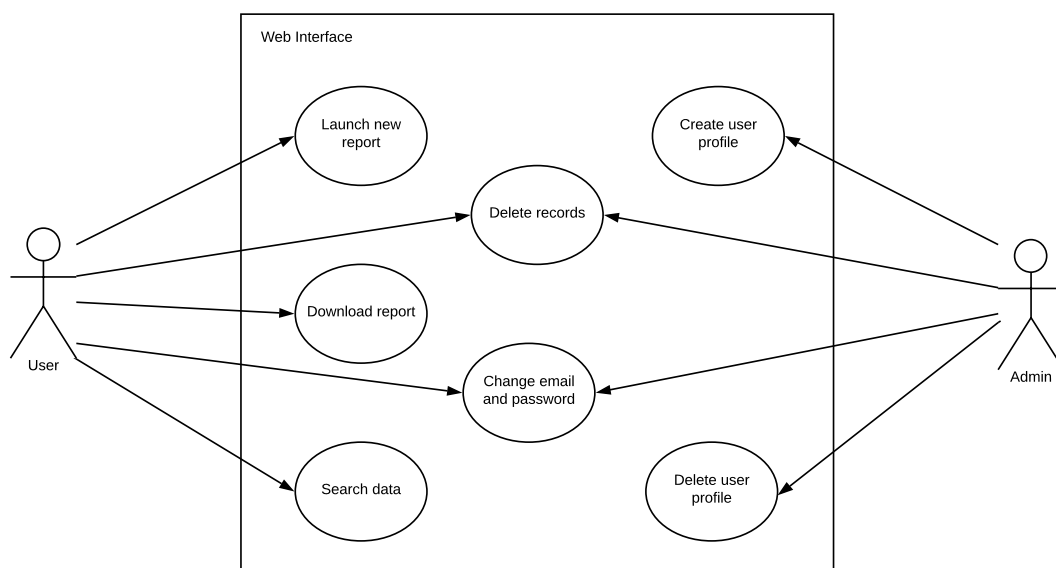 Web Interface
Launch new
report
Create user
profile
Delete records
Download report
User
Admin
Change email
and password
Search data
Delete user
profile